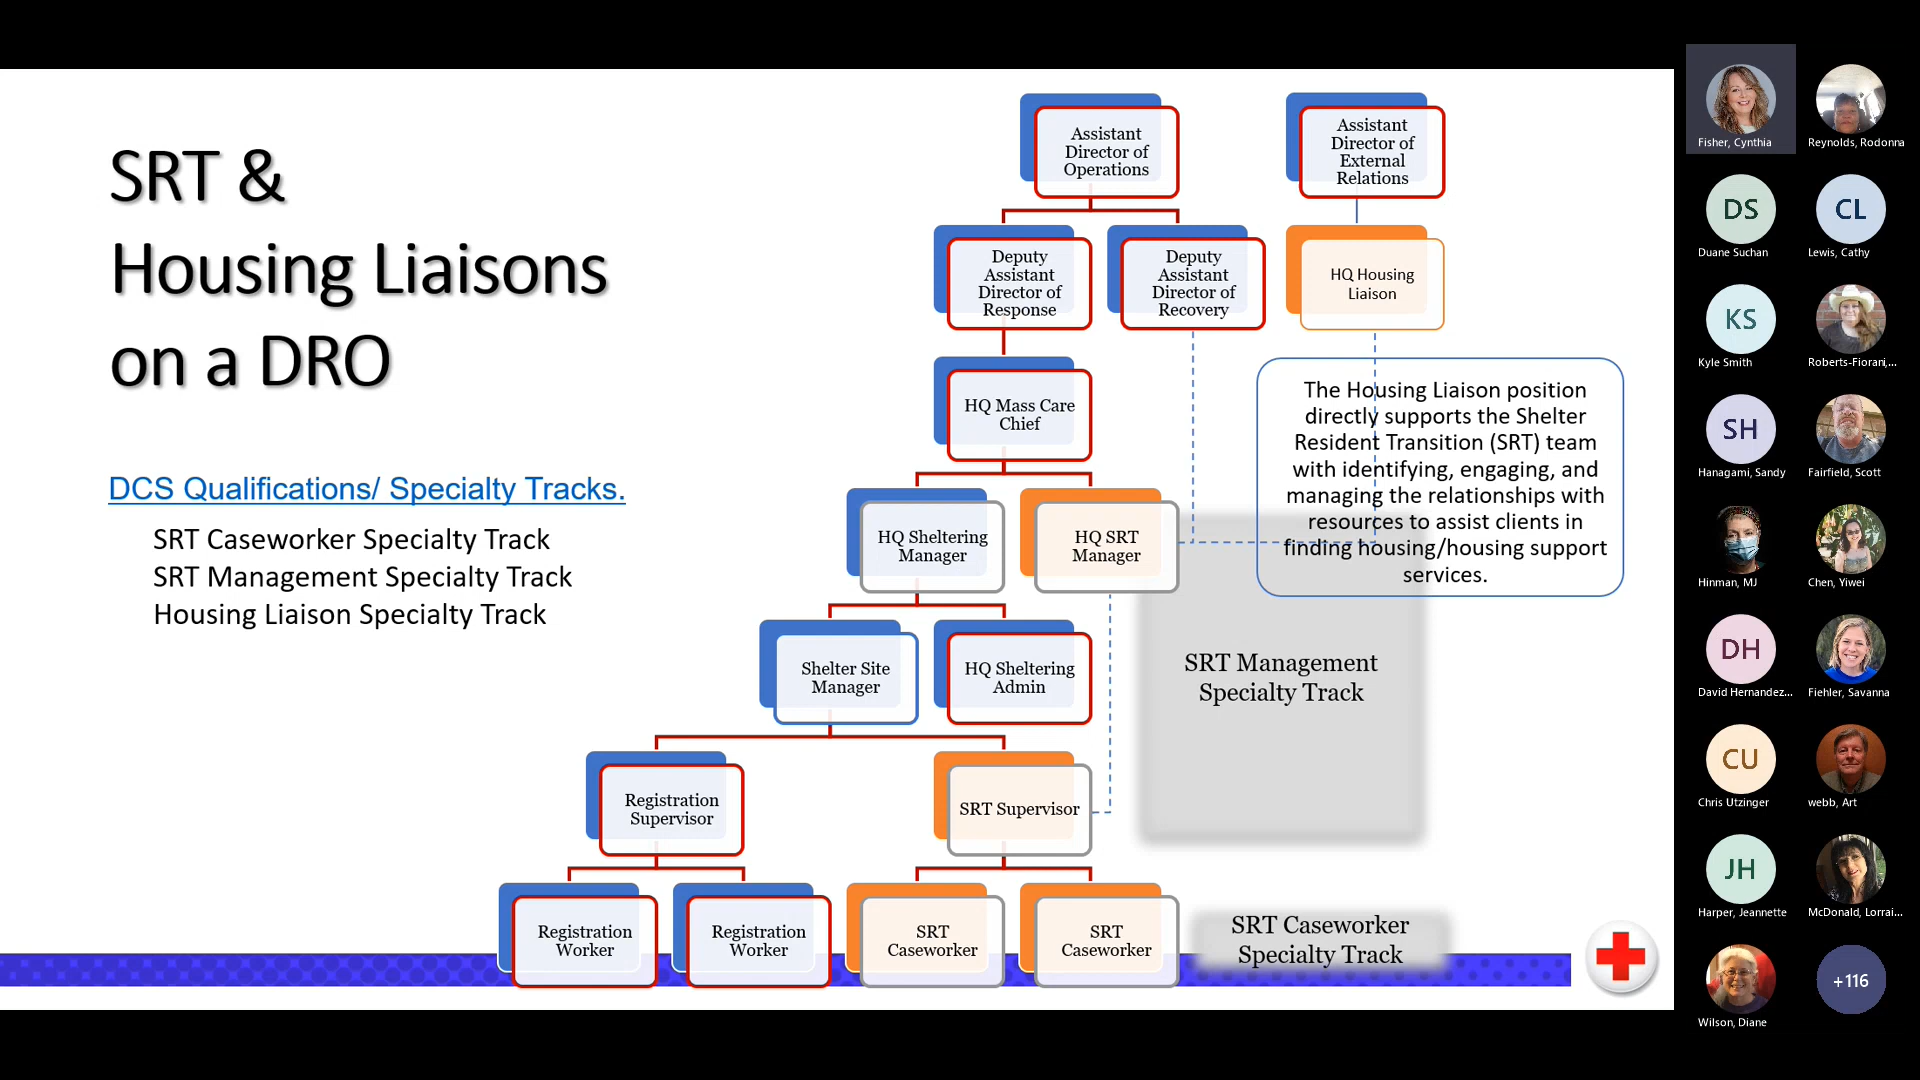 SRT &
Housing Liaisons
on a DRO
DCS Qualifications/ Specialty Tracks.
SRT Caseworker Specialty Track
SRT Management Specialty Track
Housing Liaison Specialty Track
Assistant
Director of
Operations
Assistant
Director of
External
Relations
Deputy
Assistant
Director of
Response
Deputy
Assistant
Director of
Recovery
HQ Housing
Liaison
HQ Mass Care
Chief
The Housing Liaison position
directly supports the Shelter
Resident Transition (SRT) team
with identifying, engaging, and
managing the relationships with
resources to assist clients in
finding housing/housing support
services.
HQ Sheltering
Manager
HQ SRT
Manager
Shelter Site
Manager
HQ Sheltering
Admin
SRT Management
Specialty Track
Registration
Supervisor
SRT Supervisor
Registration
Worker
Registration
Worker
SRT
Caseworker
SRT
Caseworker
SRT Caseworker
Specialty Track
Fisher, Cynthia
Reynolds, Rodonna
DS
Duane Suchan
CL
Lewis, Cathy
KS
Kyle Smith
Roberts-Fiorani,...
SH
Hanagami, Sandy
Fairfield, Scott
Hinman, MJ
Chen, Yiwei
DH
David Hernandez...
Fiehler, Savanna
CU
Chris Utzinger
webb, Art
JH
Harper, Jeannette
McDonald, Lorrai...
Wilson, Diane
+116